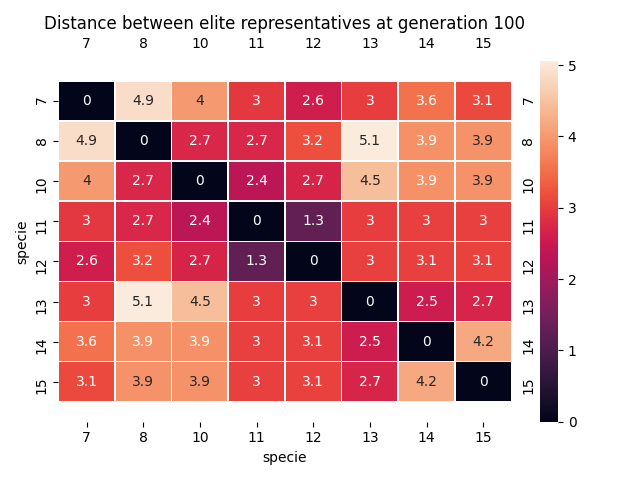 Distance between elite representatives at generation 100
7 8 10 11 12 13 14 15
7 0 4.9 4 3 2.6 3 3.6 3.1 7
8 4.9 0 2.7 2.7 3.2 5.1 3.9 3.9 8
10 4 2.7 0 2.4 2.7 4.5 3.9 3.9 10
11 3 2.7 2.4 0 1.3 3 3 3 11
12 2.6 3.2 2.7 1.3 0 3 3.1 3.1 12
13 3 5.1 4.5 3 3 0 2.5 2.7 13
14 3.6 3.9 3.9 3 3.1 2.5 0 4.2 14
15 3.1 3.9 3.9 3 3.1 2.7 4.2 0 15
7 8 10 11 12 13 14 15
specie
specie
5
4
3
2
1
0